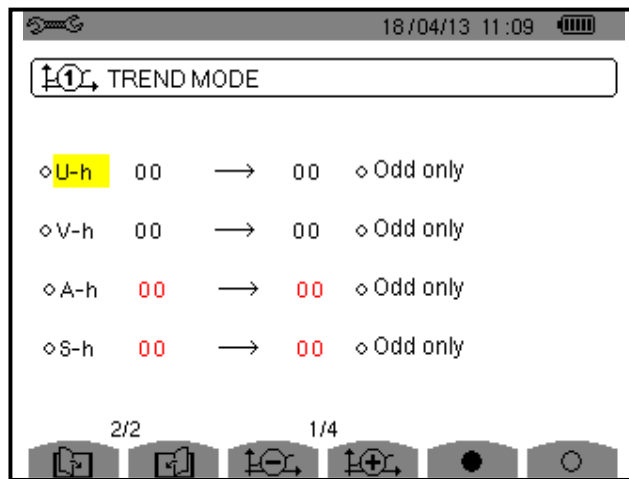 18/04/13 11:09
1 TREND MODE
U-h 00 → 00 Odd only
V-h 00 → 00 Odd only
A-h 00 → 00 Odd only
S-h 00 → 00 Odd only
2/2 1/4